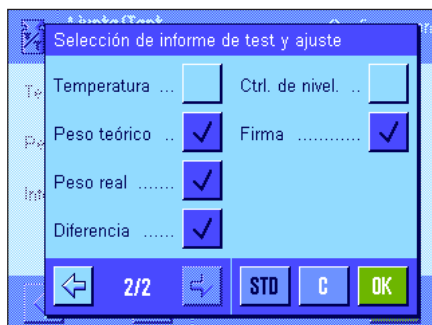 Selección de informe de test y ajuste
Temperatura ...
Ctrl. de nivel. ..
Peso teórico ..
Firma ............
Peso real .......
Diferencia ......
2/2
STD
C
OK